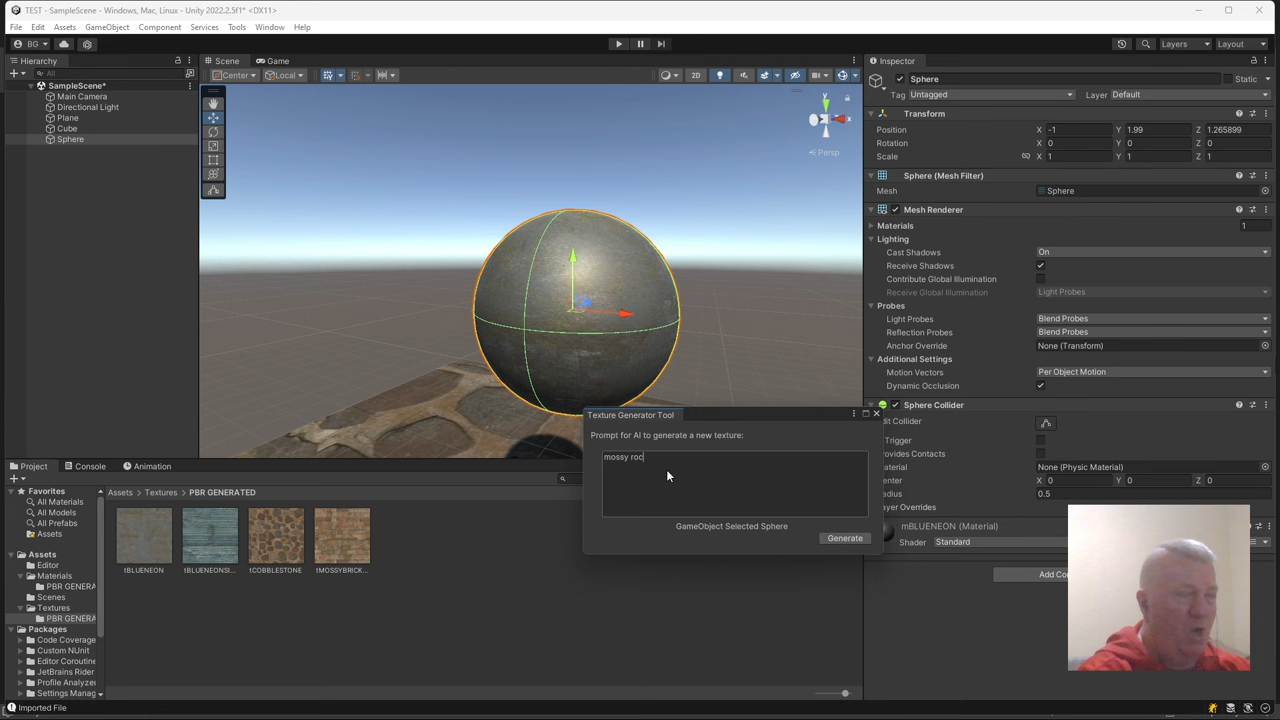 TEST - SampleScene - Windows, Mac, Linux - Unity 2022.2.5f1* <DX11>
File Edit Assets GameObject Component Services Tools Window Help
BG Layers Layout
Hierarchy
All
SampleScene*
Main Camera
Directional Light
Plane
Cube
Sphere
Scene Game
Center Local 2D
y
x
Persp
Inspector
Sphere Static
Tag Untagged Layer Default
Transform
Position X -1 Y 1.99 Z 1.265899
Rotation X 0 Y 0 Z 0
Scale X 1 Y 1 Z 1
Sphere (Mesh Filter)
Mesh Sphere
Mesh Renderer
Materials 1
Lighting
Cast Shadows On
Receive Shadows
Contribute Global Illumination
Receive Global Illumination Light Probes
Probes
Light Probes Blend Probes
Reflection Probes Blend Probes
Anchor Override None (Transform)
Additional Settings
Motion Vectors Per Object Motion
Dynamic Occlusion
Sphere Collider
dit Collider
Trigger
rovides Contacts
aterial None (Physic Material)
enter X 0 Y 0 Z 0
adius 0.5
yer Overrides
mBLUENEON (Material)
Shader Standard
Add Co
Texture Generator Tool
Prompt for AI to generate a new texture:
mossy roc
GameObject Selected Sphere
Generate
Project Console Animation
Favorites
All Materials
All Models
All Prefabs
Assets
Assets
Editor
Materials
PBR GENERA
Scenes
Textures
PBR GENERA
Packages
Code Coverage
Custom NUnit
Editor Coroutine
JetBrains Rider
Profile Analyzer
Settings Manag
Assets > Textures > PBR GENERATED
tBLUENEON tBLUENEONSI... tCOBBLESTONE tMOSSYBRICK...
Imported File